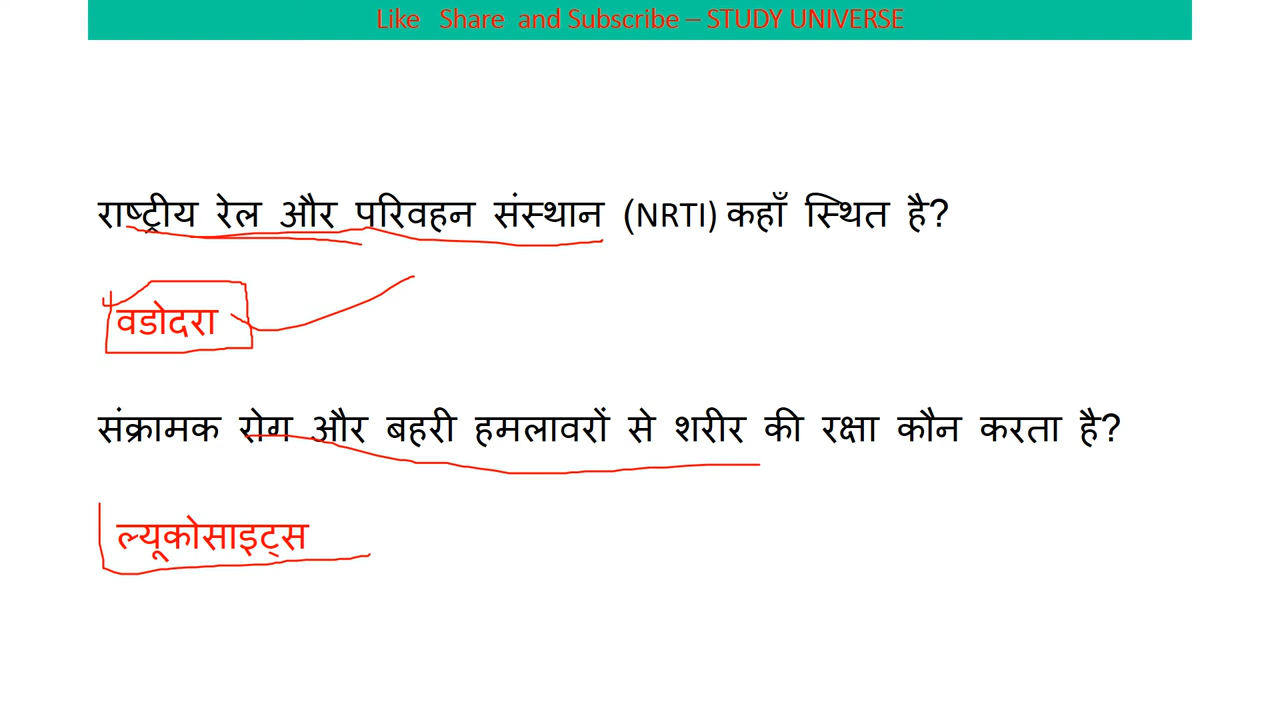 Like Share and Subscribe – STUDY UNIVERSE
राष्ट्रीय रेल और परिवहन संस्थान (NRTI) कहाँ स्थित है?
वडोदरा
संक्रामक रोग और बहरी हमलावरों से शरीर की रक्षा कौन करता है?
ल्यूकोसाइट्स